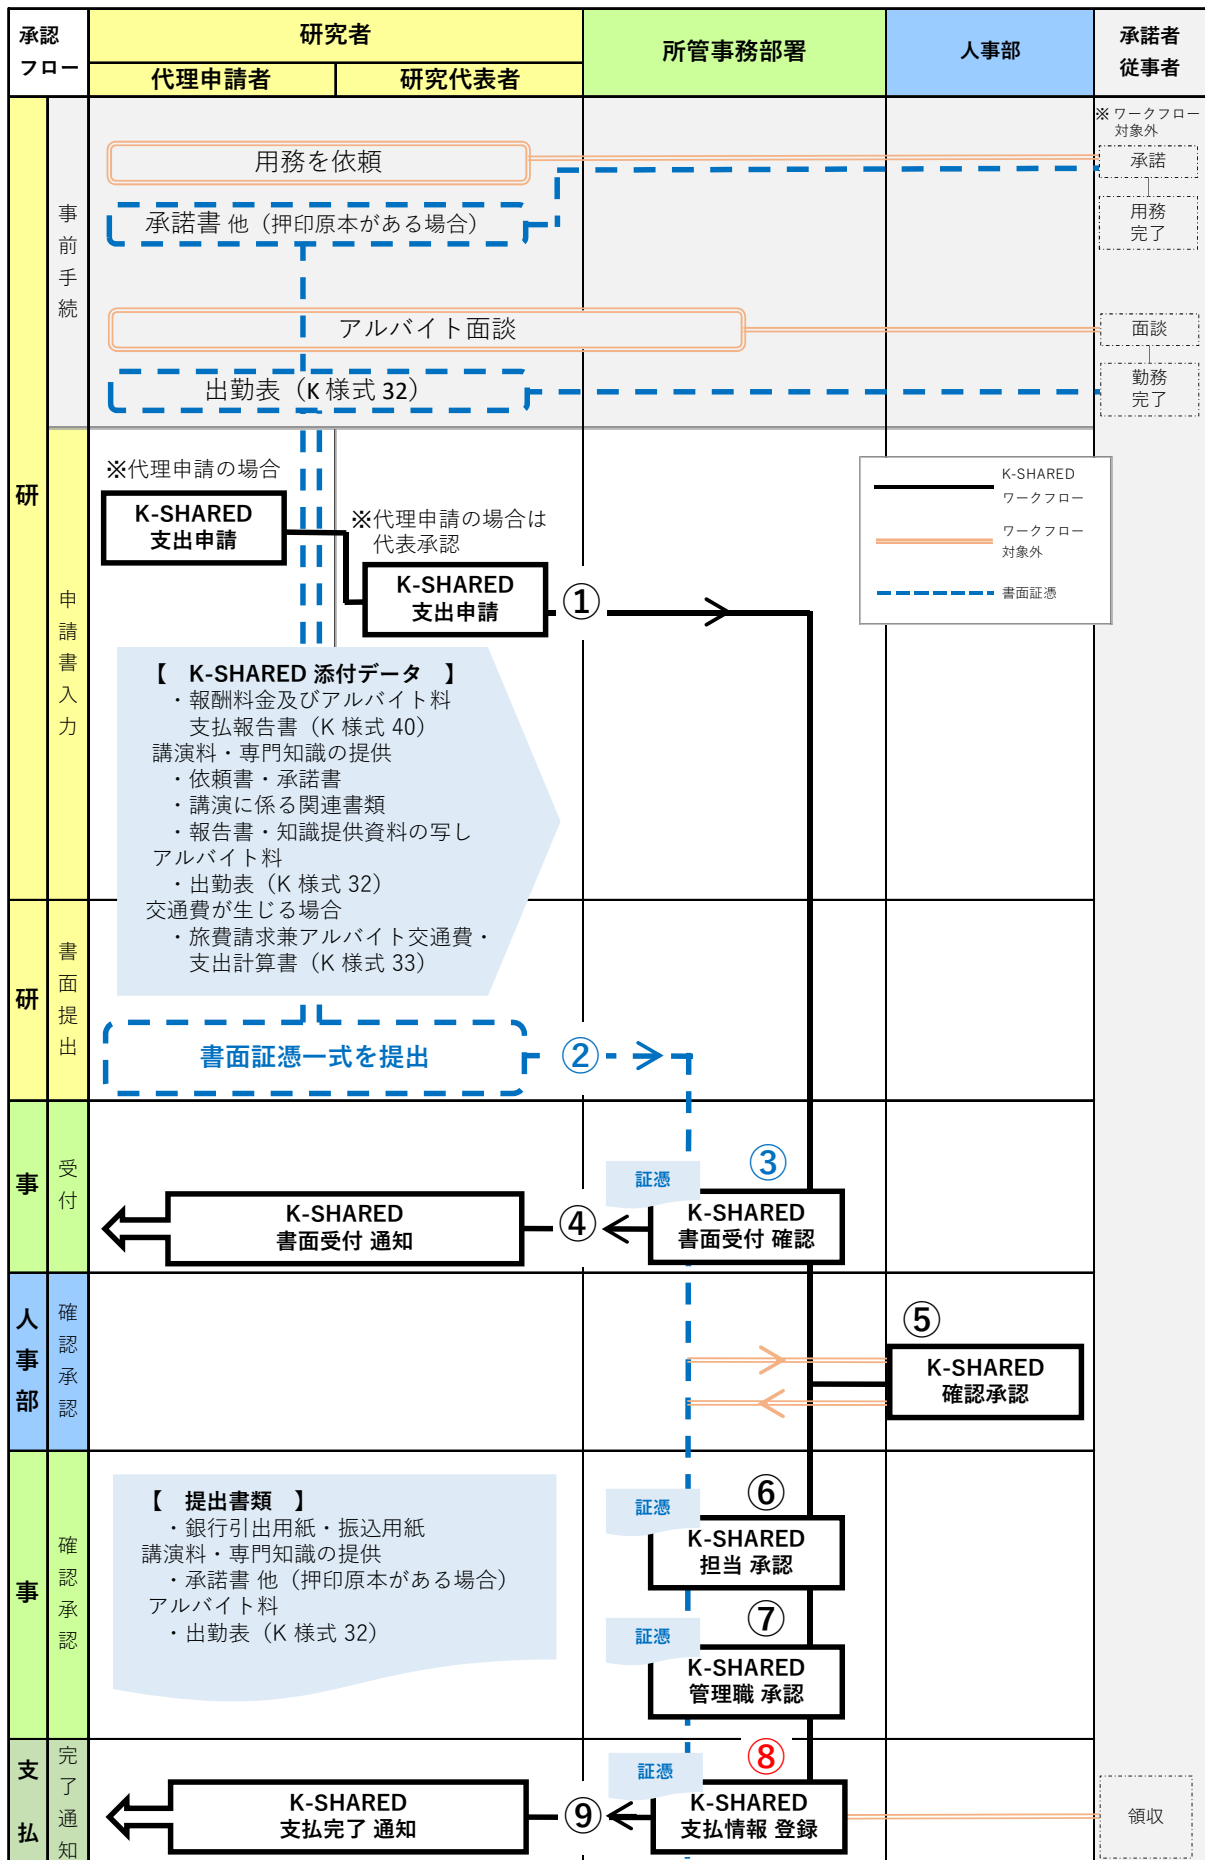 承認
フロー
研究者
代理申請者
研究代表者
所管事務部署
人事部
承諾者
従事者
研
事前手続
※ワークフロー
対象外
用務を依頼
承諾
承諾書 他（押印原本がある場合）
用務
完了
アルバイト面談
面談
出勤表（K 様式 32）
勤務
完了
申請書入力
※代理申請の場合
K-SHARED
支出申請
※代理申請の場合は
代表承認
K-SHARED
支出申請
①
K-SHARED
ワークフロー
ワークフロー
対象外
書面証憑
【　K-SHARED 添付データ　】
・報酬料金及びアルバイト料
支払報告書（K 様式 40）
講演料・専門知識の提供
・依頼書・承諾書
・講演に係る関連書類
・報告書・知識提供資料の写し
アルバイト料
・出勤表（K 様式 32）
交通費が生じる場合
・旅費請求兼アルバイト交通費・
支出計算書（K 様式 33）
研
書面提出
書面証憑一式を提出
②
事
受付
③
証憑
K-SHARED
書面受付 確認
④
K-SHARED
書面受付 通知
人事部
確認承認
⑤
K-SHARED
確認承認
事
確認承認
【　提出書類　】
・銀行引出用紙・振込用紙
講演料・専門知識の提供
・承諾書 他（押印原本がある場合）
アルバイト料
・出勤表（K 様式 32）
⑥
証憑
K-SHARED
担当 承認
⑦
証憑
K-SHARED
管理職 承認
支払
完了通知
⑧
証憑
K-SHARED
支払情報 登録
⑨
K-SHARED
支払完了 通知
領収